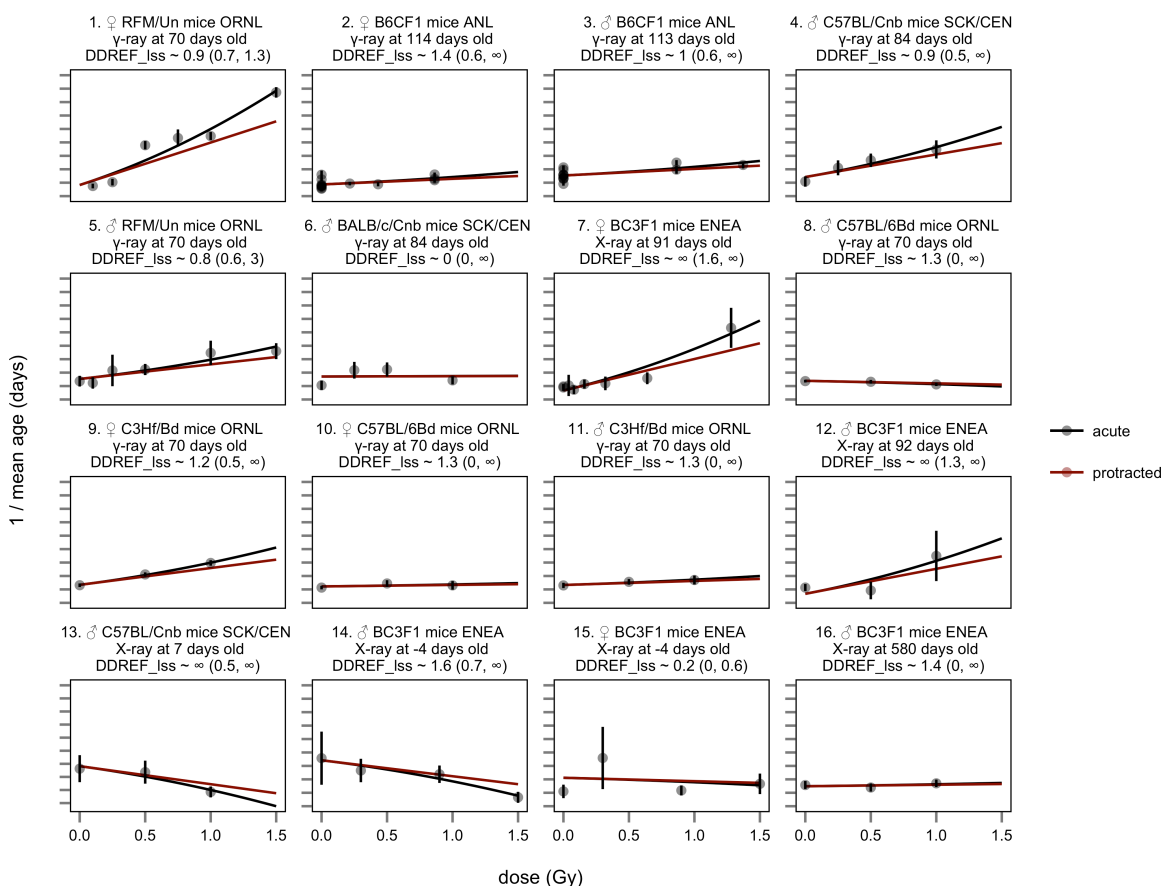 1. ♀ RFM/Un mice ORNL
γ-ray at 70 days old
DDREF_lss ~ 0.9 (0.7, 1.3)
2. ♀ B6CF1 mice ANL
γ-ray at 114 days old
DDREF_lss ~ 1.4 (0.6, ∞)
3. ♂ B6CF1 mice ANL
γ-ray at 113 days old
DDREF_lss ~ 1 (0.6, ∞)
4. ♂ C57BL/Cnb mice SCK/CEN
γ-ray at 84 days old
DDREF_lss ~ 0.9 (0.5, ∞)
5. ♂ RFM/Un mice ORNL
γ-ray at 70 days old
DDREF_lss ~ 0.8 (0.6, 3)
6. ♂ BALB/c/Cnb mice SCK/CEN
γ-ray at 84 days old
DDREF_lss ~ 0 (0, ∞)
7. ♀ BC3F1 mice ENEA
X-ray at 91 days old
DDREF_lss ~ ∞ (1.6, ∞)
8. ♂ C57BL/6Bd mice ORNL
γ-ray at 70 days old
DDREF_lss ~ 1.3 (0, ∞)
9. ♀ C3Hf/Bd mice ORNL
γ-ray at 70 days old
DDREF_lss ~ 1.2 (0.5, ∞)
10. ♀ C57BL/6Bd mice ORNL
γ-ray at 70 days old
DDREF_lss ~ 1.3 (0, ∞)
11. ♂ C3Hf/Bd mice ORNL
γ-ray at 70 days old
DDREF_lss ~ 1.3 (0, ∞)
12. ♂ BC3F1 mice ENEA
X-ray at 92 days old
DDREF_lss ~ ∞ (1.3, ∞)
13. ♂ C57BL/Cnb mice SCK/CEN
X-ray at 7 days old
DDREF_lss ~ ∞ (0.5, ∞)
14. ♂ BC3F1 mice ENEA
X-ray at -4 days old
DDREF_lss ~ 1.6 (0.7, ∞)
15. ♀ BC3F1 mice ENEA
X-ray at -4 days old
DDREF_lss ~ 0.2 (0, 0.6)
16. ♂ BC3F1 mice ENEA
X-ray at 580 days old
DDREF_lss ~ 1.4 (0, ∞)
1 / mean age (days)
acute
protracted
0.0 0.5 1.0 1.5 0.0 0.5 1.0 1.5 0.0 0.5 1.0 1.5 0.0 0.5 1.0 1.5
dose (Gy)